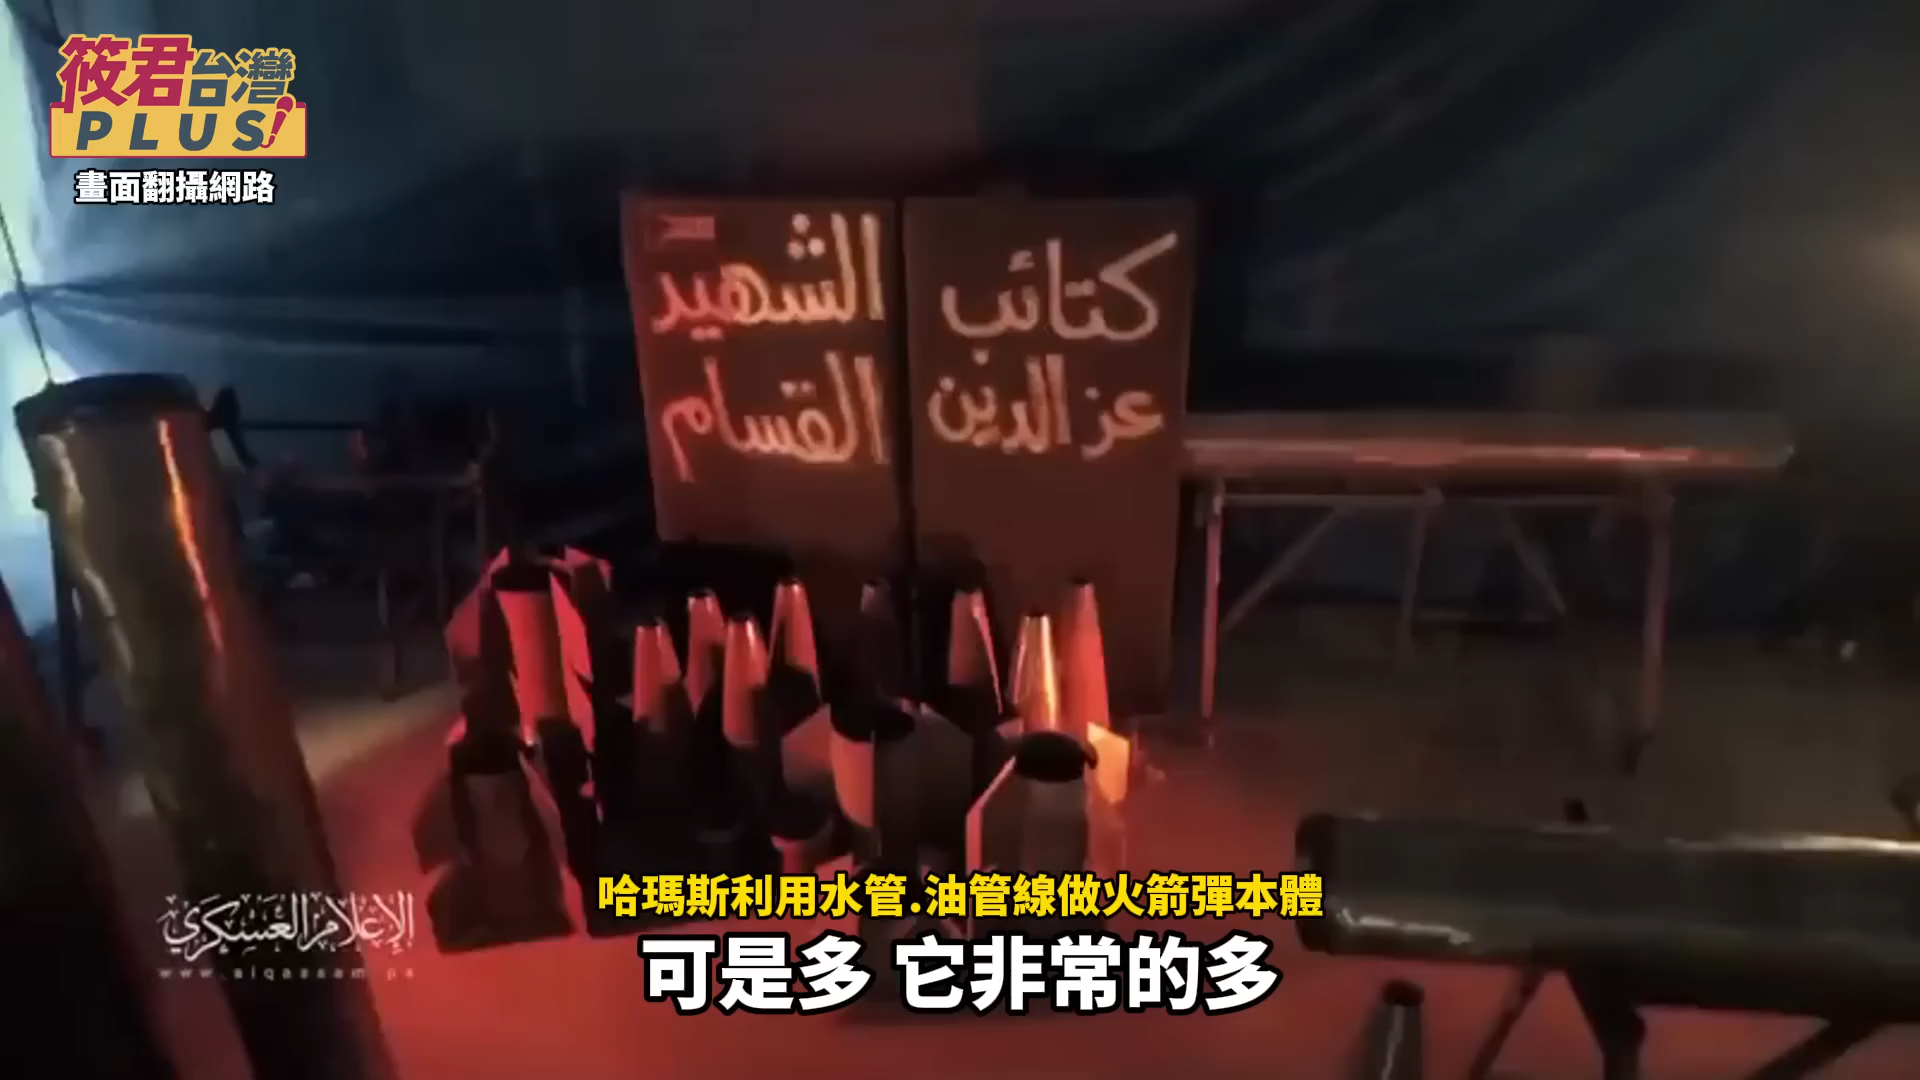 筱君台灣
PLUS!
畫面翻攝網路
كتائب الشهيد
عز الدين القسام
الإعلام العسكري
www.alqassam.ps
哈瑪斯利用水管.油管線做火箭彈本體
可是多 它非常的多